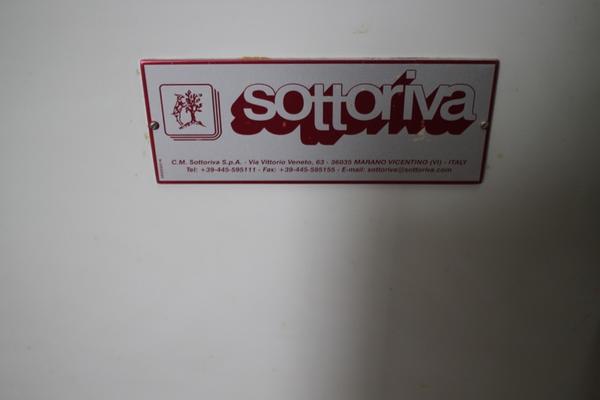 sottoriva
C.M. Sottoriva S.p.A. - Via Vittorio Veneto, 63 - 36035 MARANO VICENTINO (VI) - ITALY
Tel: +39-445-595111 - Fax: +39-445-595155 - E-mail: sottoriva@sottoriva.com